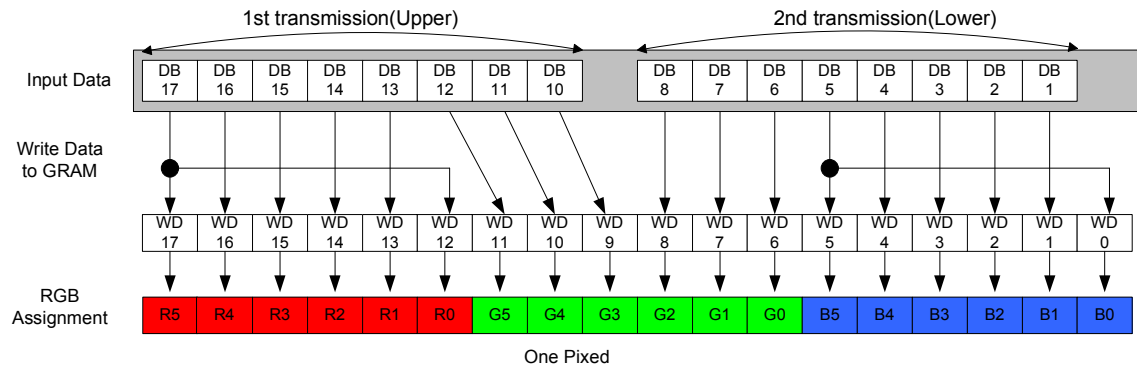 1st transmission(Upper) 2nd transmission(Lower)
Input Data
DB DB DB DB DB DB DB DB DB DB DB DB DB DB DB DB
17 16 15 14 13 12 11 10 8 7 6 5 4 3 2 1
Write Data
to GRAM
WD WD WD WD WD WD WD WD WD WD WD WD WD WD WD WD WD WD
17 16 15 14 13 12 11 10 9 8 7 6 5 4 3 2 1 0
RGB
Assignment
R5 R4 R3 R2 R1 R0 G5 G4 G3 G2 G1 G0 B5 B4 B3 B2 B1 B0
One Pixed